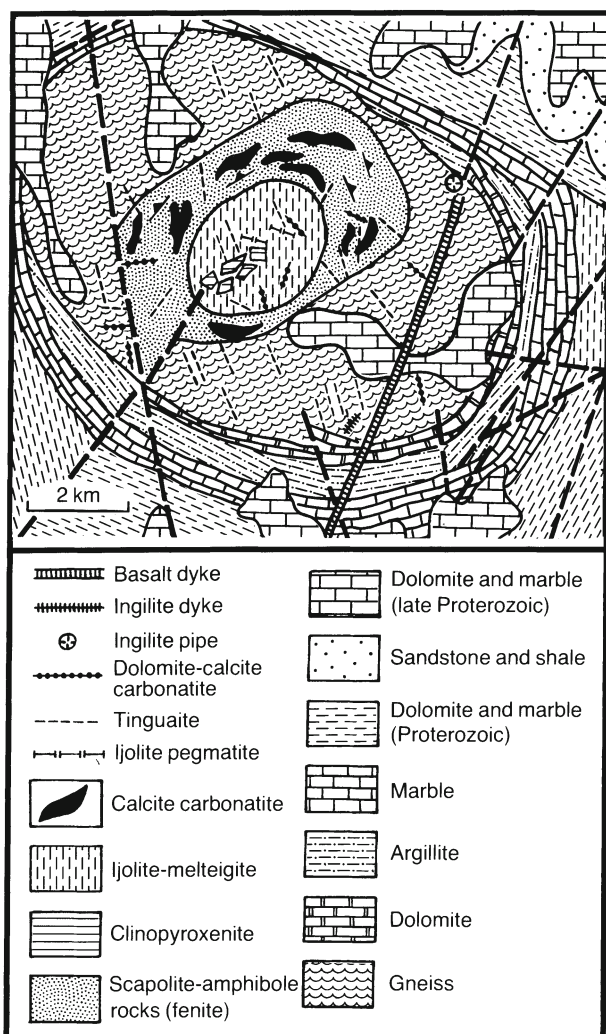 2 km
Basalt dyke
Ingilite dyke
Ingilite pipe
Dolomite-calcite
carbonatite
Tinguaite
Ijolite pegmatite
Calcite carbonatite
Ijolite-melteigite
Clinopyroxenite
Scapolite-amphibole
rocks (fenite)
Dolomite and marble
(late Proterozoic)
Sandstone and shale
Dolomite and marble
(Proterozoic)
Marble
Argillite
Dolomite
Gneiss